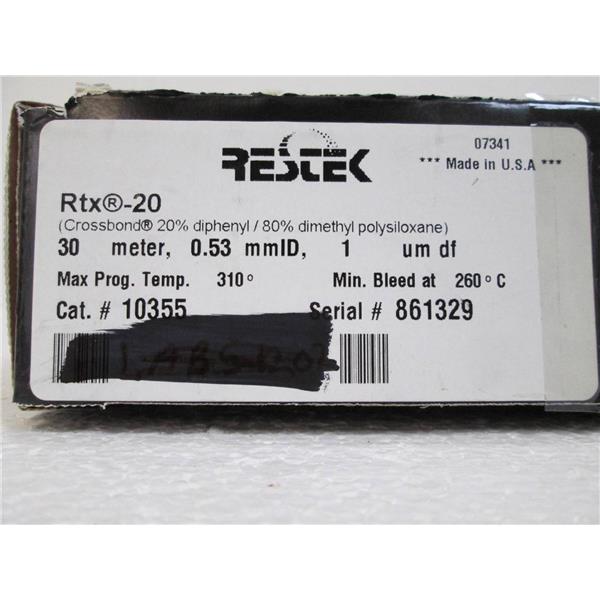 RESTEK
07341
*** Made in U.S.A ***
Rtx®-20
(Crossbond® 20% diphenyl / 80% dimethyl polysiloxane)
30 meter, 0.53 mmID, 1 um df
Max Prog. Temp. 310° Min. Bleed at 260° C
Cat. # 10355 Serial # 861329